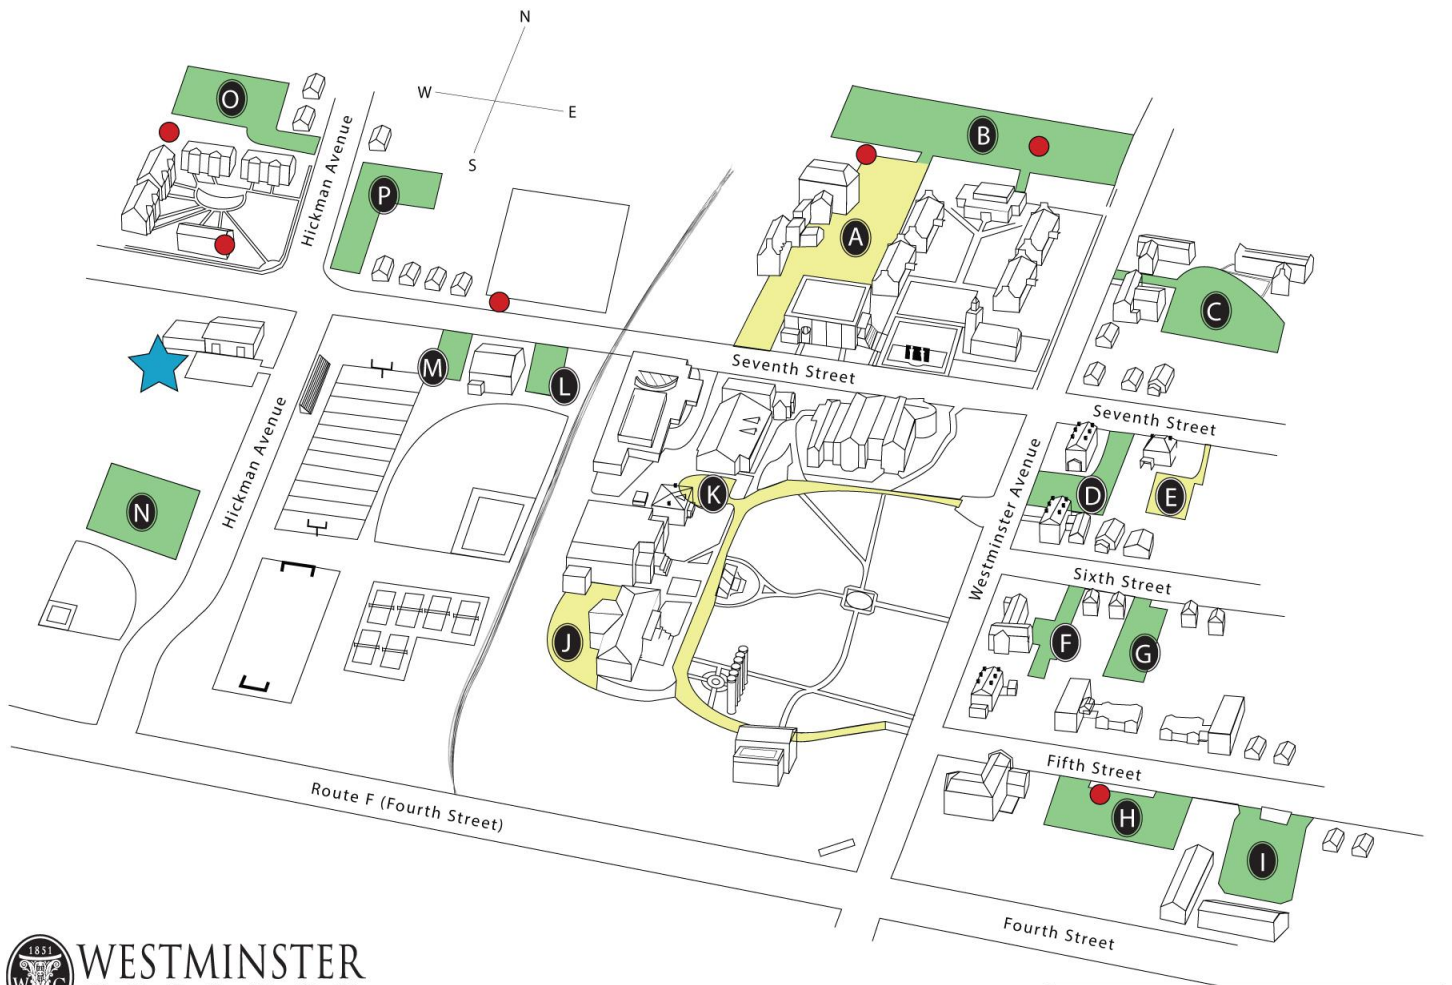 N
W
E
S
O
Hickman Avenue
P
B
A
C
M
L
Seventh Street
Seventh Street
Hickman Avenue
N
K
D
E
Westminster Avenue
Sixth Street
J
F
G
Fifth Street
Route F (Fourth Street)
H
I
Fourth Street
1851
W C
WESTMINSTER